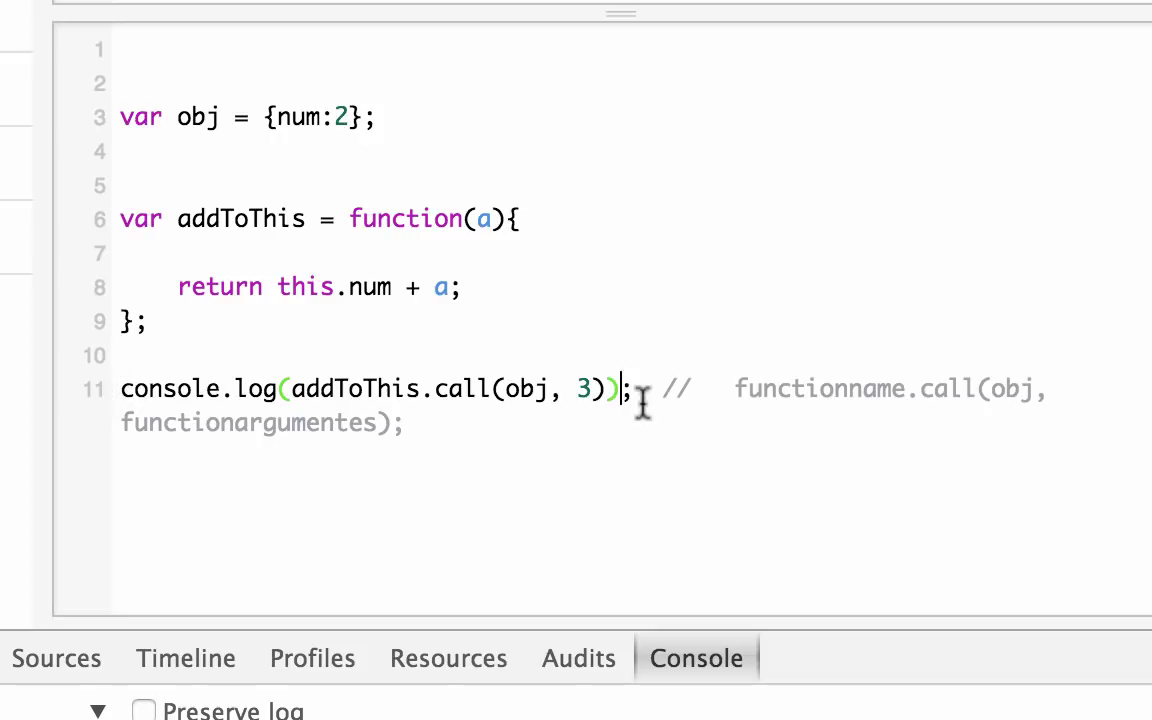 1
2
3 var obj = {num:2};
4
5
6 var addToThis = function(a){
7
8 return this.num + a;
9 };
10
11 console.log(addToThis.call(obj, 3)); // functionname.call(obj,
functionargumentes);
Sources Timeline Profiles Resources Audits Console
▼ Preserve log